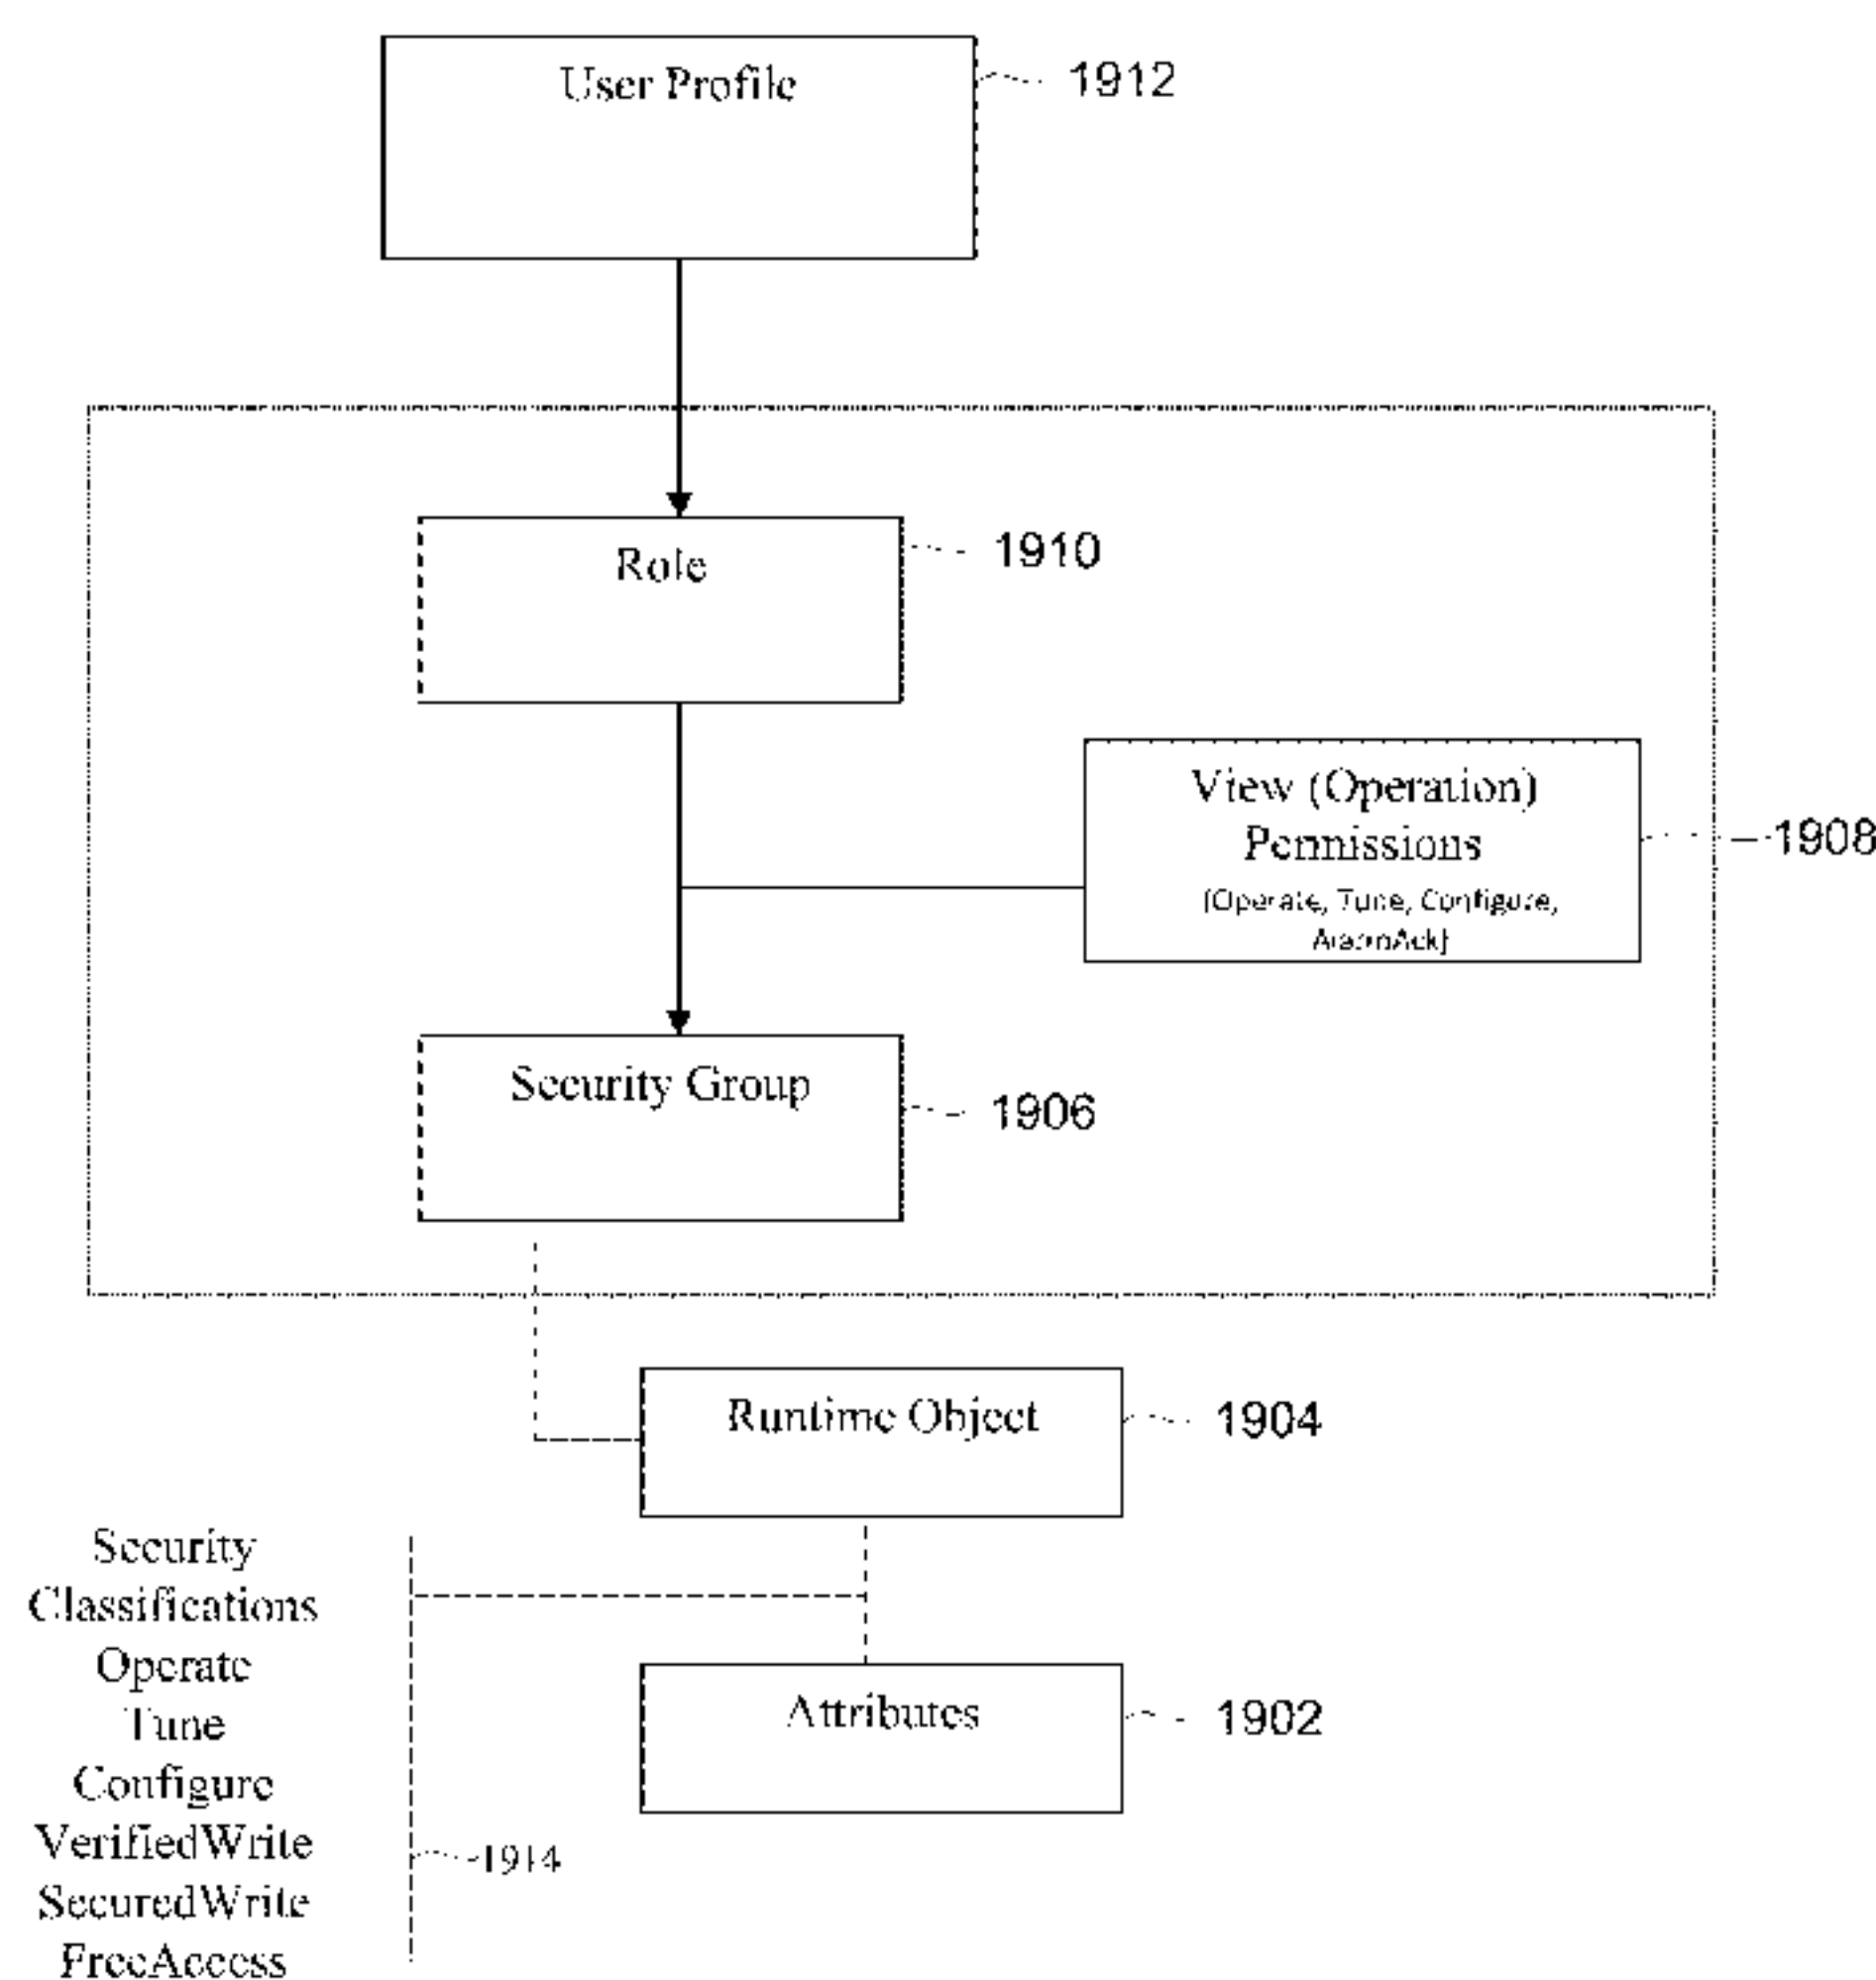 User Profile
1912
Role
1910
View (Operation)
Permissions
{Operate, Tune, Configure,
AlarmAck}
1908
Security Group
1906
Runtime Object
1904
Security
Classifications
Operate
Tune
Configure
VerifiedWrite
SecuredWrite
FreeAccess
1914
Attributes
1902